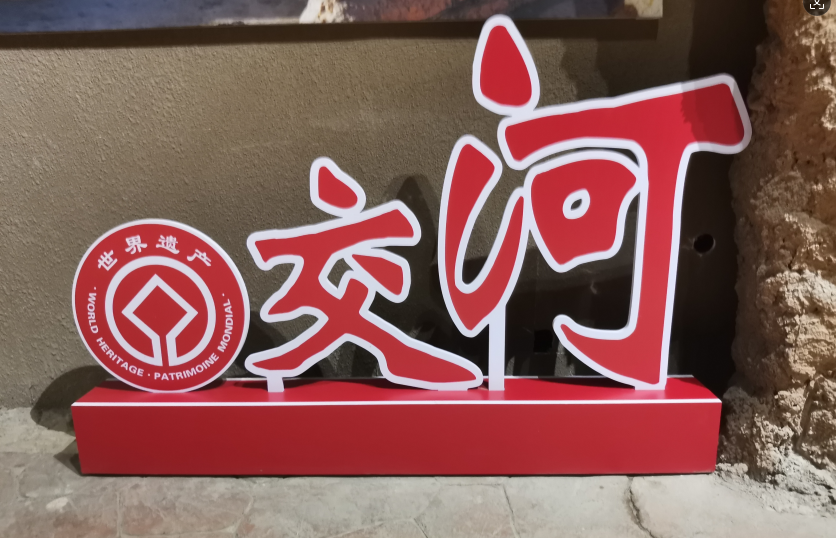 世界遗产
· WORLD HERITAGE · PATRIMOINE MONDIAL ·
交河